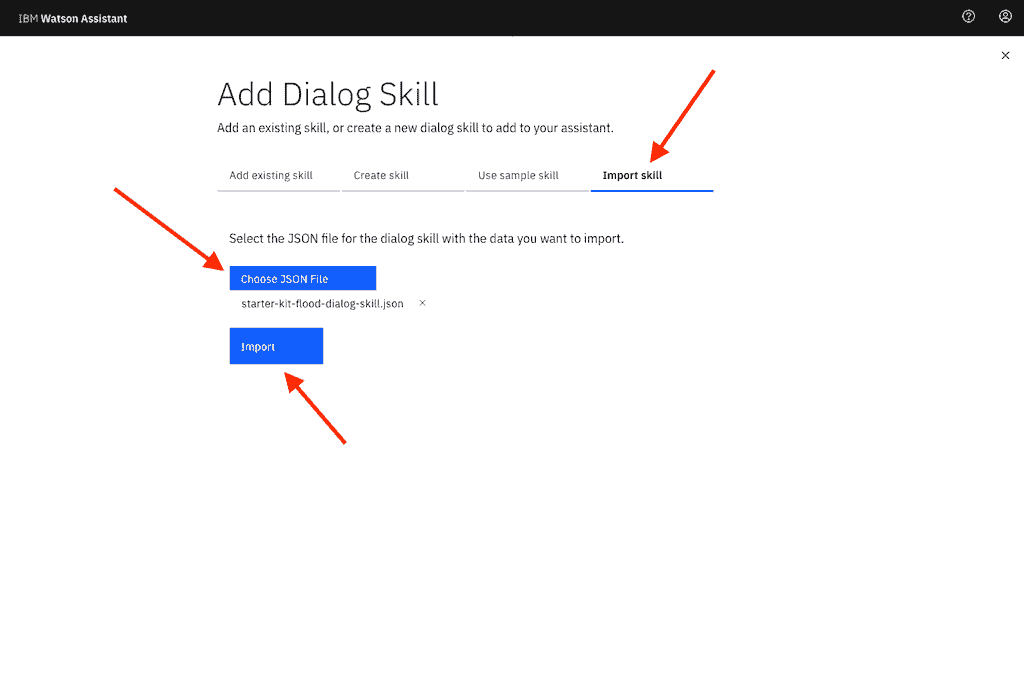 IBM Watson Assistant
Add Dialog Skill
Add an existing skill, or create a new dialog skill to add to your assistant.
Add existing skill Create skill Use sample skill Import skill
Select the JSON file for the dialog skill with the data you want to import.
Choose JSON File
starter-kit-flood-dialog-skill.json ×
Import